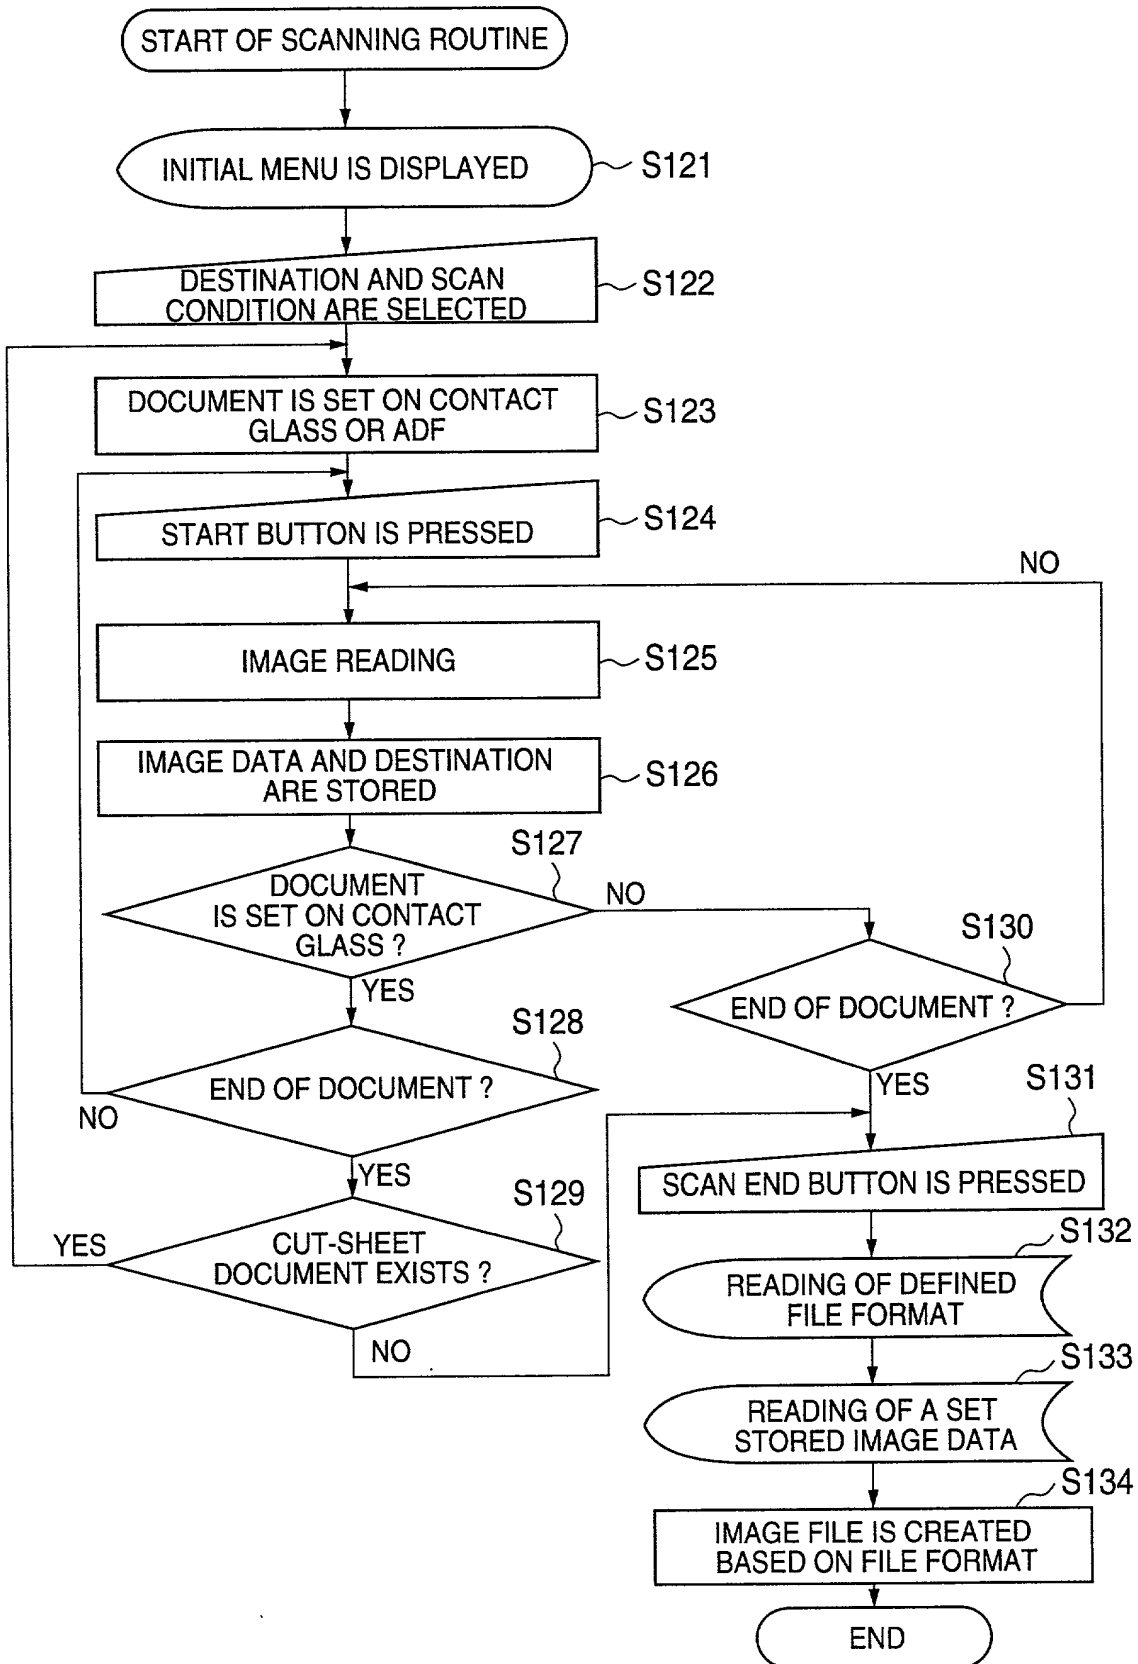 START OF SCANNING ROUTINE
INITIAL MENU IS DISPLAYED
S121
DESTINATION AND SCAN
CONDITION ARE SELECTED
S122
DOCUMENT IS SET ON CONTACT
GLASS OR ADF
S123
START BUTTON IS PRESSED
S124
NO
IMAGE READING
S125
IMAGE DATA AND DESTINATION
ARE STORED
S126
S127
DOCUMENT
IS SET ON CONTACT
GLASS ?
NO
YES
S130
END OF DOCUMENT ?
YES
S128
END OF DOCUMENT ?
NO
YES
S131
SCAN END BUTTON IS PRESSED
S129
CUT-SHEET
DOCUMENT EXISTS ?
YES
NO
S132
READING OF DEFINED
FILE FORMAT
S133
READING OF A SET
STORED IMAGE DATA
S134
IMAGE FILE IS CREATED
BASED ON FILE FORMAT
END